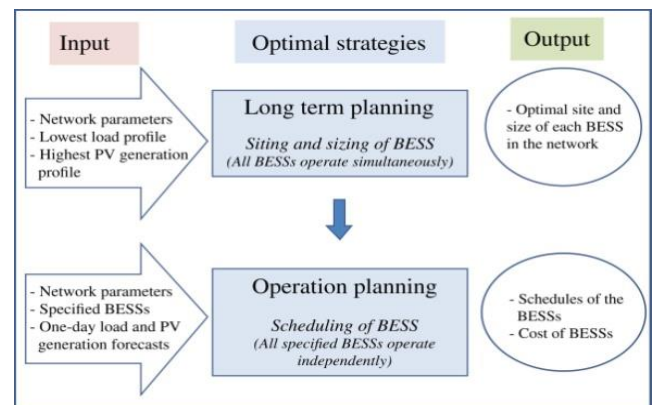 Input
Optimal strategies
Output
- Network parameters
- Lowest load profile
- Highest PV generation
profile
Long term planning
Siting and sizing of BESS
(All BESSs operate simultaneously)
- Optimal site and
size of each BESS
in the network
- Network parameters
- Specified BESSs
- One-day load and PV
generation forecasts
Operation planning
Scheduling of BESS
(All specified BESSs operate
independently)
- Schedules of the
BESSs
- Cost of BESSs